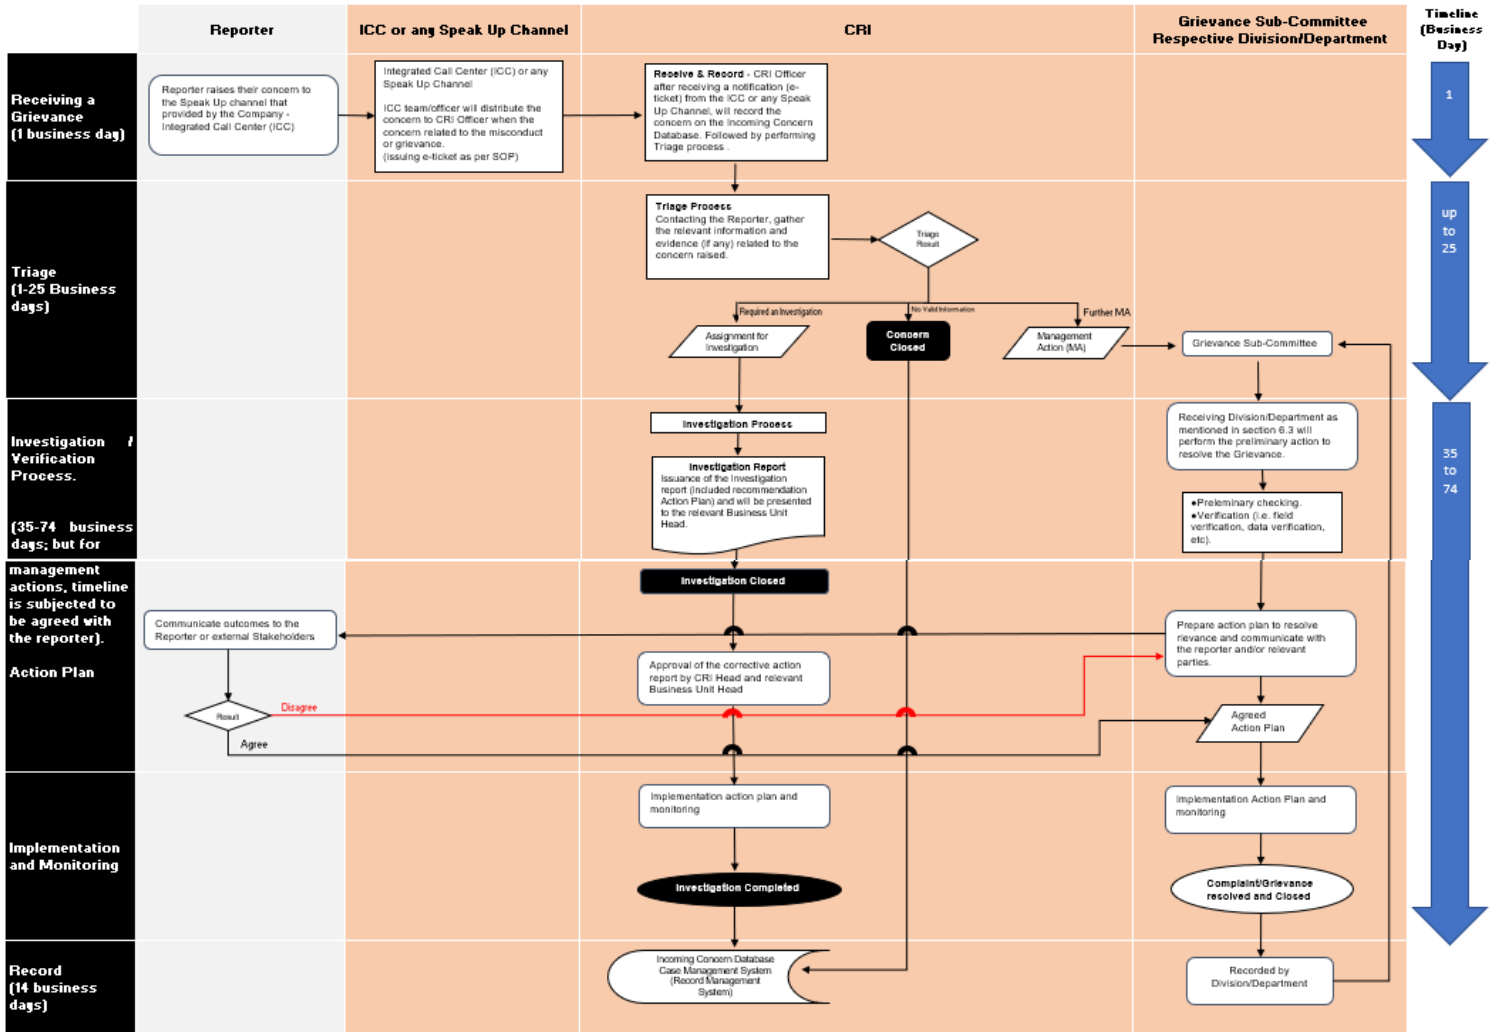 Reporter
ICC or any Speak Up Channel
CRI
Grievance Sub-Committee
Respective Division/Department
Timeline
(Business
Day)
Receiving a
Grievance
(1 business day)
Reporter raises their concern to
the Speak Up channel that
provided by the Company -
Integrated Call Center (ICC)
Integrated Call Center (ICC) or any
Speak Up Channel
ICC team/officer will distribute the
concern to CRI Officer when the
concern related to the misconduct
or grievance.
(issuing e-ticket as per SOP)
Receive & Record - CRI Officer
after receiving a notification (e-
ticket) from the ICC or any Speak
Up Channel, will record the
concern on the Incoming Concern
Database. Followed by performing
Triage process .
1
Triage
(1-25 Business
days)
Triage Process
Contacting the Reporter, gather
the relevant information and
evidence (if any) related to the
concern raised.
Triage
Result
up
to
25
Required an Investigation
No Valid Information
Further MA
Assignment for
Investigation
Concern
Closed
Management
Action (MA)
Grievance Sub-Committee
Investigation /
Verification
Process.
(35-74 business
days; but for
management
actions, timeline
is subjected to
be agreed with
the reporter).
Action Plan
Investigation Process
Investigation Report
Issuance of the Investigation
report (included recommendation
Action Plan) and will be presented
to the relevant Business Unit
Head.
Receiving Division/Department as
mentioned in section 6.3 will
perform the preliminary action to
resolve the Grievance.
●Preleminary checking.
●Verification (i.e. field
verification, data verification,
etc).
35
to
74
Investigation Closed
Communicate outcomes to the
Reporter or external Stakeholders
Approval of the corrective action
report by CRI Head and relevant
Business Unit Head
Prepare action plan to resolve
rievance and communicate with
the reporter and/or relevant
parties.
Result
Disagree
Agree
Agreed
Action Plan
Implementation
and Monitoring
Implementation action plan and
monitoring
Implementation Action Plan and
monitoring
Investigation Completed
Complaint/Grievance
resolved and Closed
Record
(14 business
days)
Incoming Concern Database
Case Management System
(Record Management
System)
Recorded by
Division/Department